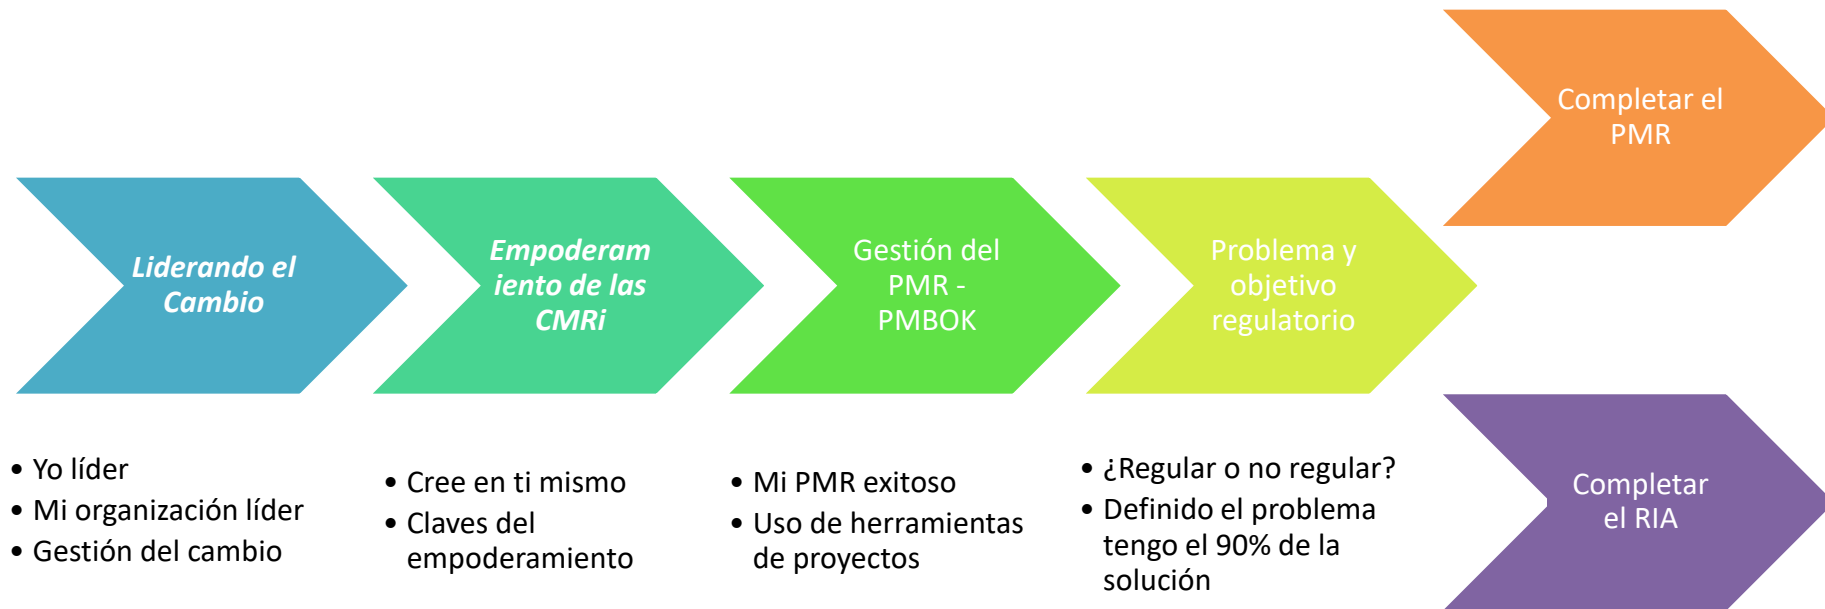 Liderando el
Cambio
• Yo líder
• Mi organización líder
• Gestión del cambio
Empoderam
iento de las
CMRi
• Cree en ti mismo
• Claves del
empoderamiento
Gestión del
PMR -
PMBOK
• Mi PMR exitoso
• Uso de herramientas
de proyectos
Problema y
objetivo
regulatorio
• ¿Regular o no regular?
• Definido el problema
tengo el 90% de la
solución
Completar el
PMR
Completar
el RIA